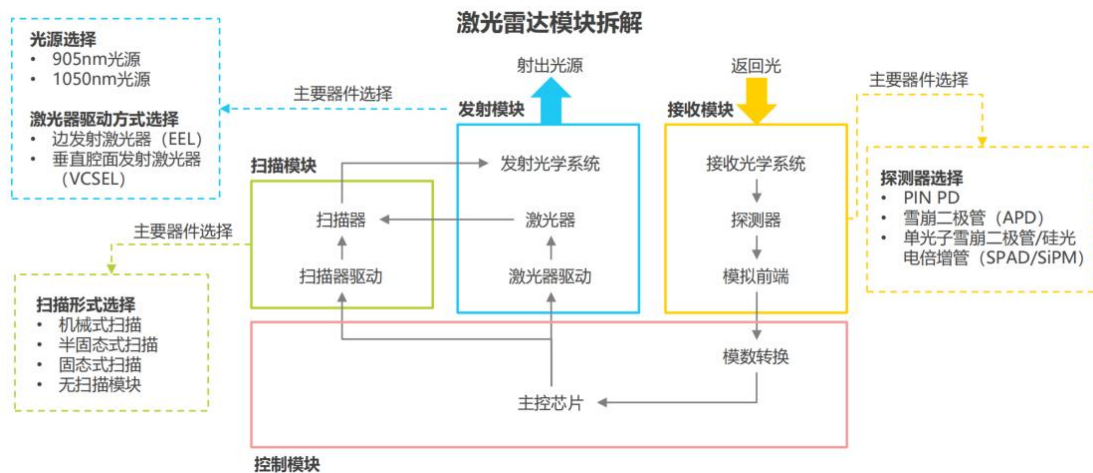 激光雷达模块拆解
光源选择
• 905nm光源
• 1050nm光源
激光器驱动方式选择
• 边发射激光器（EEL）
• 垂直腔面发射激光器
（VCSEL）
主要器件选择
射出光源
返回光
主要器件选择
发射模块
接收模块
扫描模块
发射光学系统
接收光学系统
扫描器
激光器
探测器
扫描器驱动
激光器驱动
模拟前端
探测器选择
• PIN PD
• 雪崩二极管（APD）
• 单光子雪崩二极管/硅光
电倍增管（SPAD/SiPM）
主要器件选择
扫描形式选择
• 机械式扫描
• 半固态式扫描
• 固态式扫描
• 无扫描模块
模数转换
主控芯片
控制模块